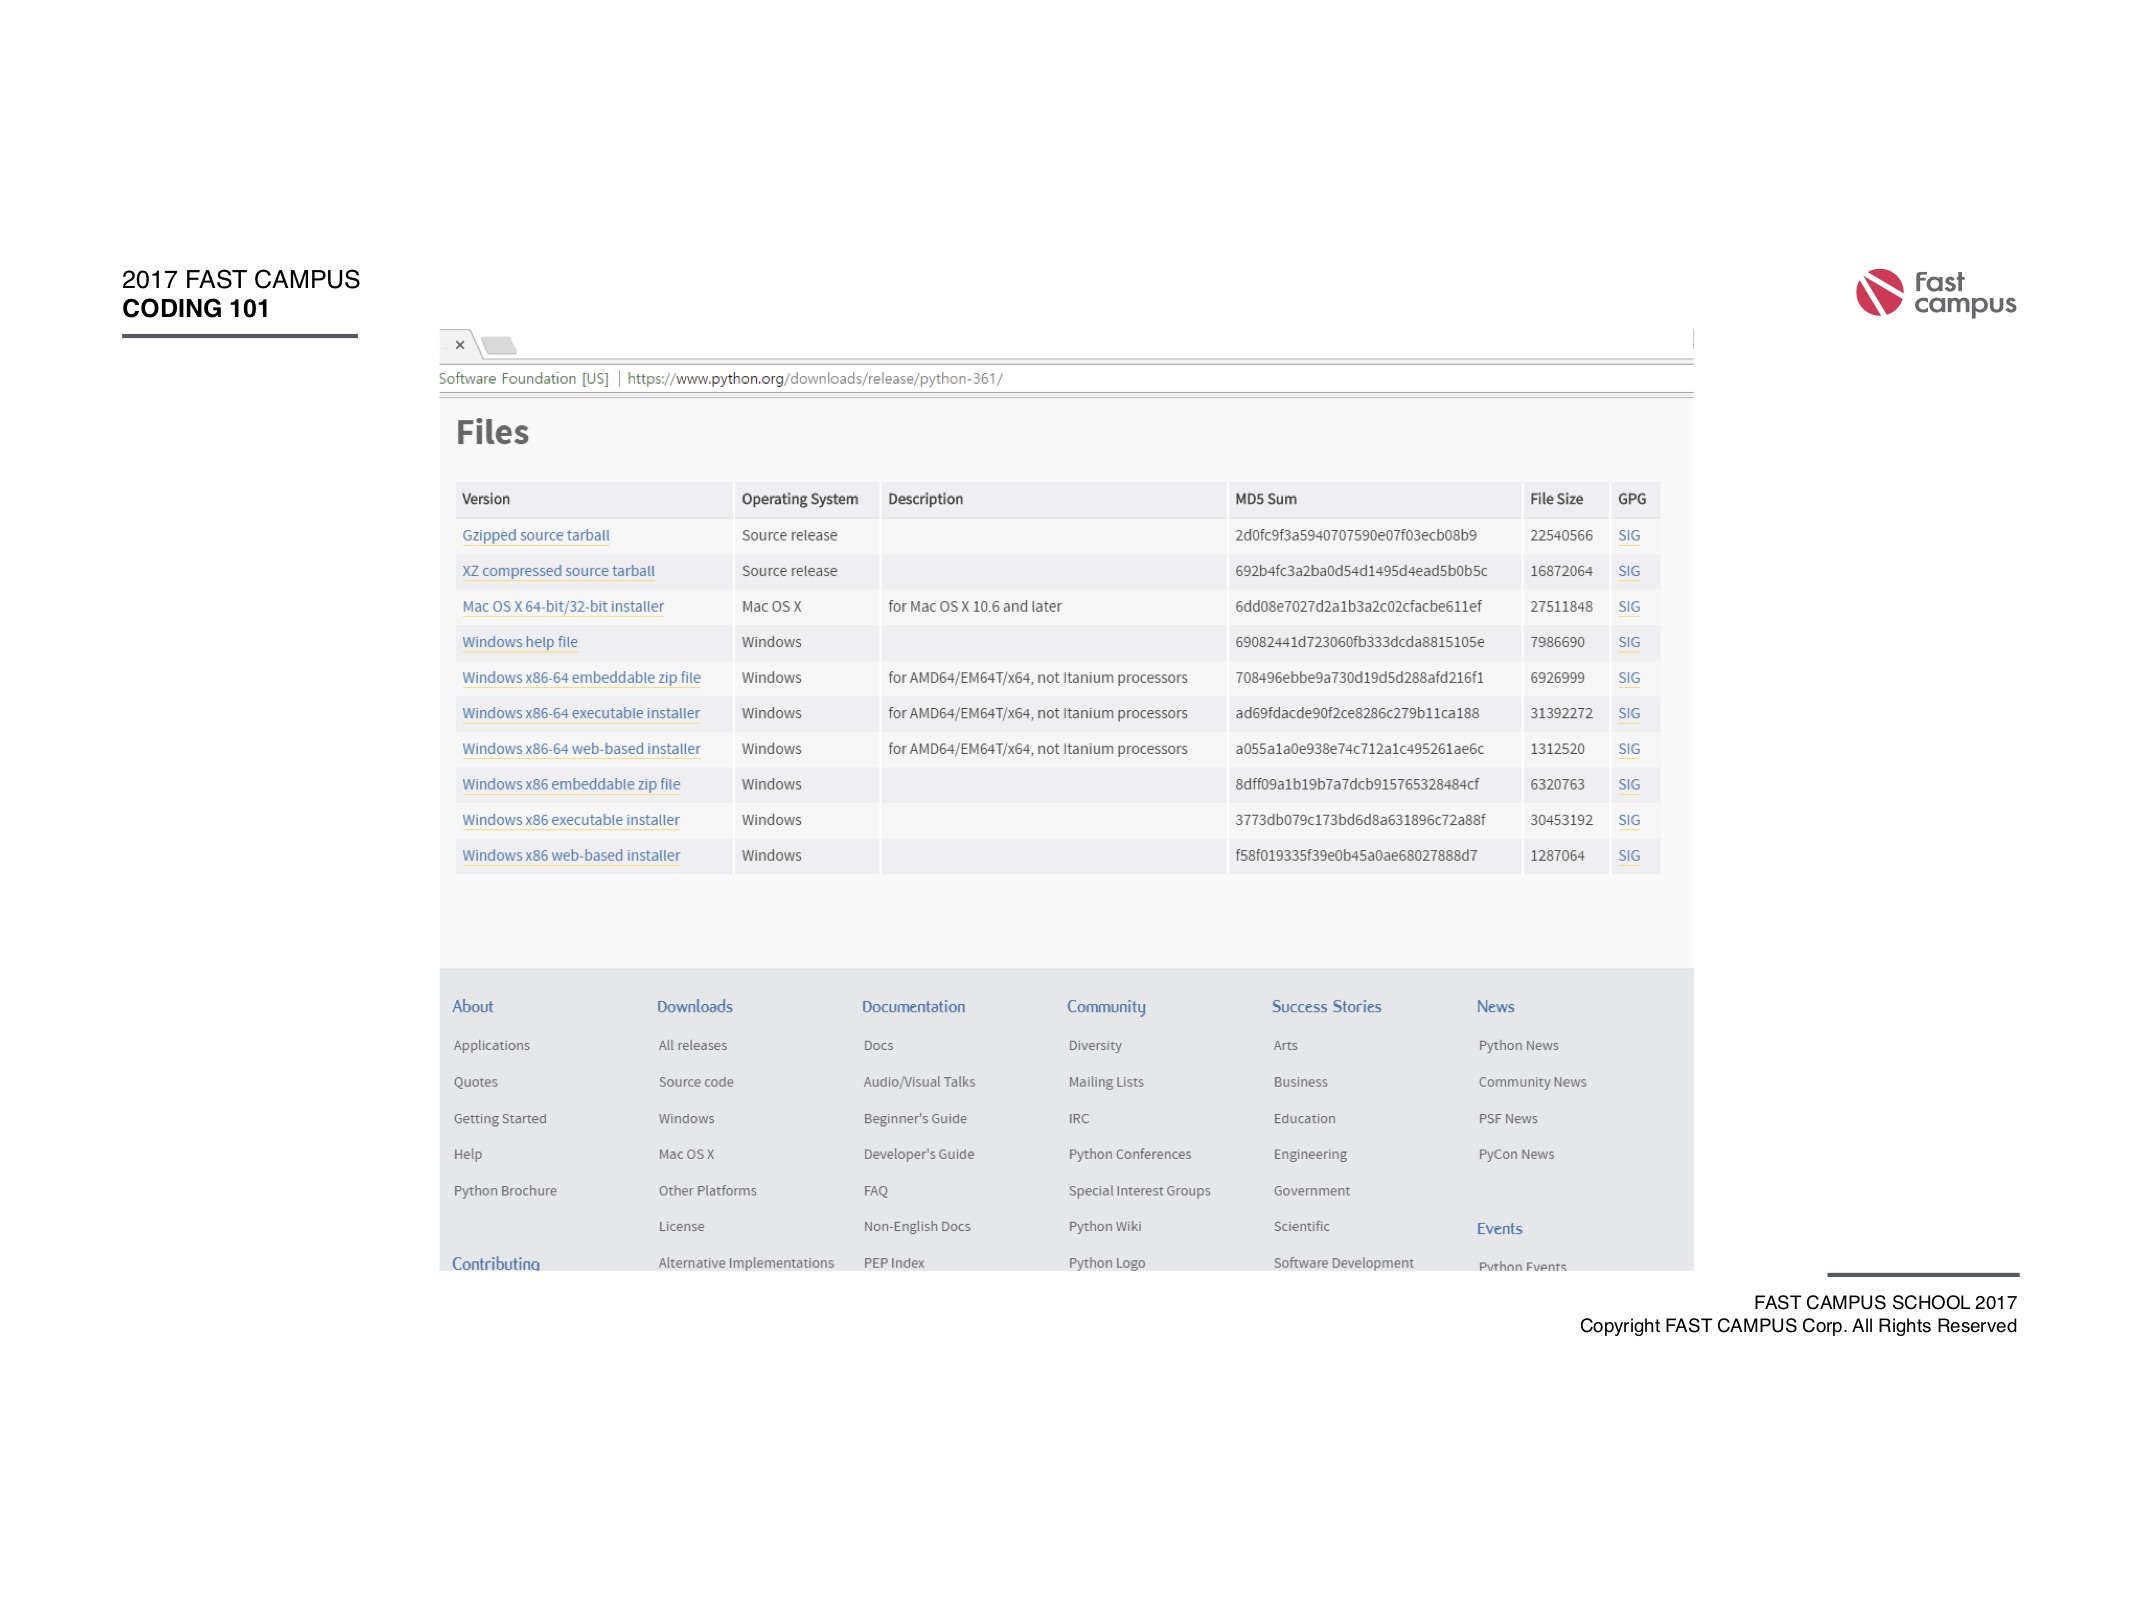 2017 FAST CAMPUS
CODING 101
fast
campus
Software Foundation [US] | https://www.python.org/downloads/release/python-361/
Files
Version Operating System Description MD5 Sum File Size GPG
Gzipped source tarball Source release 2d0fc9f3a5940707590e07f03ecb08b9 22540566 SIG
XZ compressed source tarball Source release 692b4fc3a2ba0d54d1495d4ead5b0b5c 16872064 SIG
Mac OS X 64-bit/32-bit installer Mac OS X for Mac OS X 10.6 and later 6dd08e7027d2a1b3a2c02cfacbe611ef 27511848 SIG
Windows help file Windows 69082441d723060fb333dcda8815105e 7986690 SIG
Windows x86-64 embeddable zip file Windows for AMD64/EM64T/x64, not Itanium processors 708496ebbe9a730d19d5d288afd216f1 6926999 SIG
Windows x86-64 executable installer Windows for AMD64/EM64T/x64, not Itanium processors ad69fdacde90f2ce8286c279b11ca188 31392272 SIG
Windows x86-64 web-based installer Windows for AMD64/EM64T/x64, not Itanium processors a055a1a0e938e74c712a1c495261ae6c 1312520 SIG
Windows x86 embeddable zip file Windows 8dff09a1b19b7a7dcb915765328484cf 6320763 SIG
Windows x86 executable installer Windows 3773db079c173bd6d8a631896c72a88f 30453192 SIG
Windows x86 web-based installer Windows f58f019335f39e0b45a0ae68027888d7 1287064 SIG
About Downloads Documentation Community Success Stories News
Applications All releases Docs Diversity Arts Python News
Quotes Source code Audio/Visual Talks Mailing Lists Business Community News
Getting Started Windows Beginner's Guide IRC Education PSF News
Help Mac OS X Developer's Guide Python Conferences Engineering PyCon News
Python Brochure Other Platforms FAQ Special Interest Groups Government
License Non-English Docs Python Wiki Scientific Events
Contributing Alternative Implementations PEP Index Python Logo Software Development Python Events
FAST CAMPUS SCHOOL 2017
Copyright FAST CAMPUS Corp. All Rights Reserved